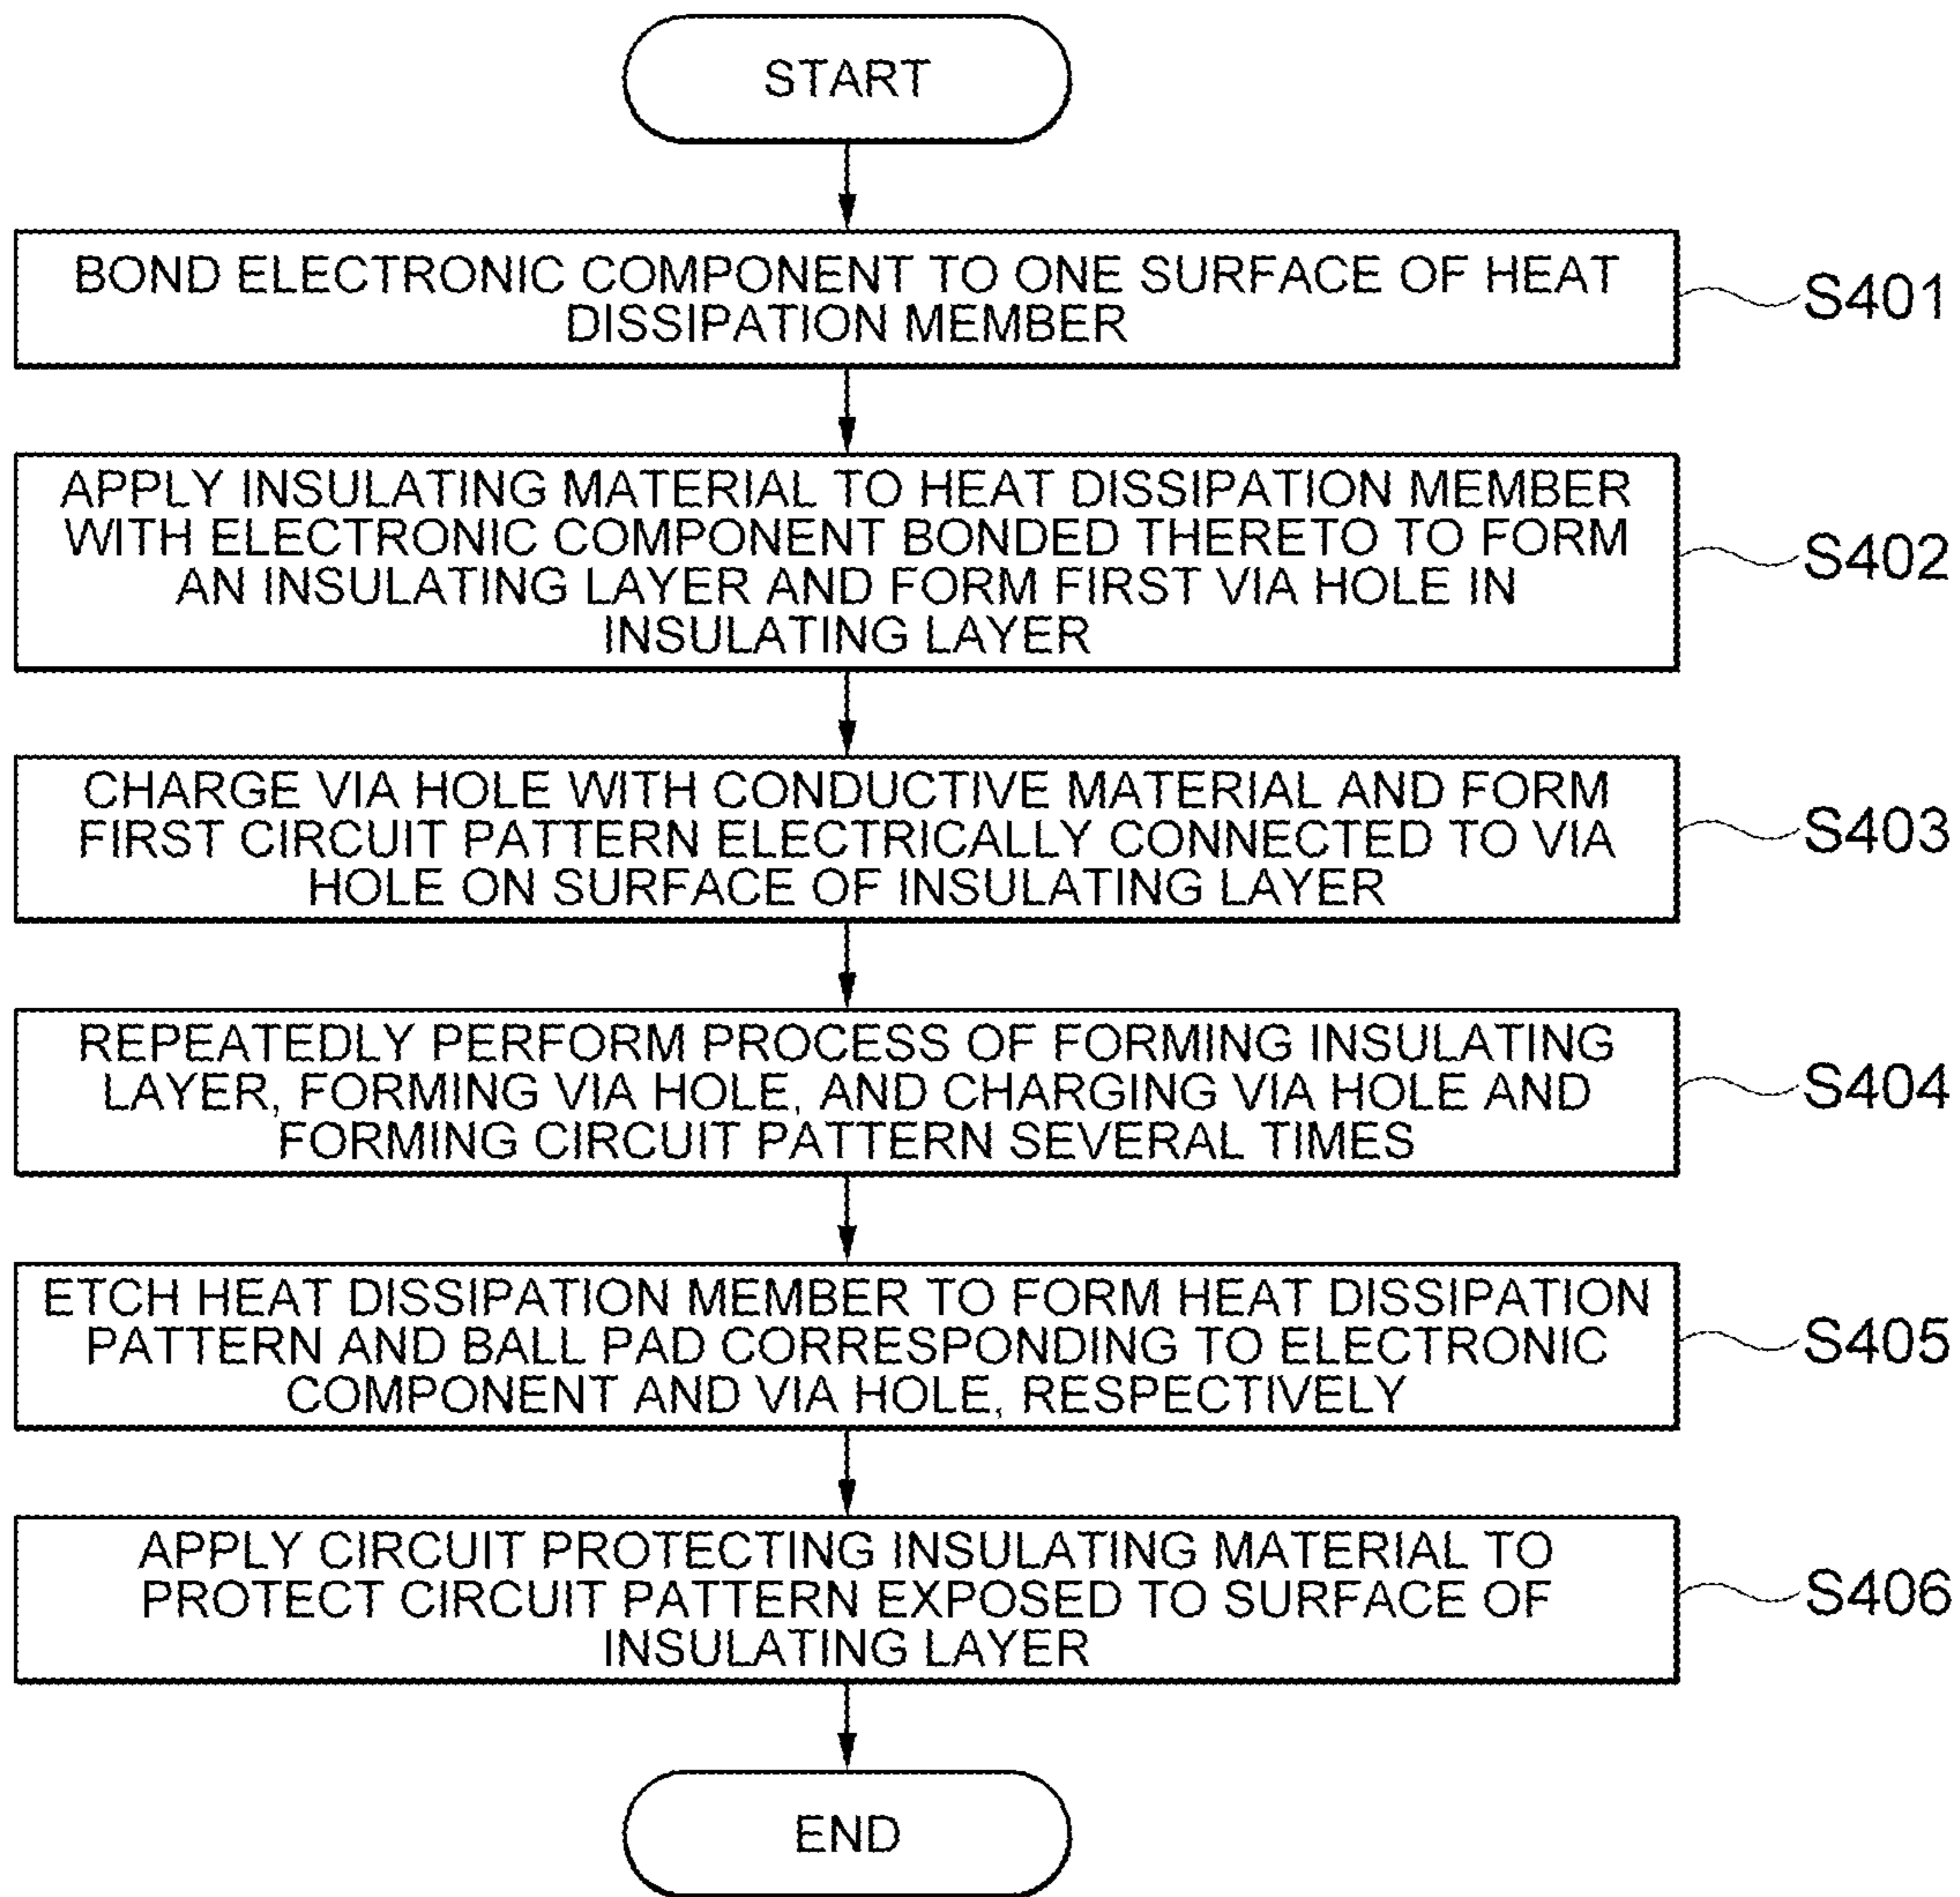 START
BOND ELECTRONIC COMPONENT TO ONE SURFACE OF HEAT
DISSIPATION MEMBER
S401
APPLY INSULATING MATERIAL TO HEAT DISSIPATION MEMBER
WITH ELECTRONIC COMPONENT BONDED THERETO TO FORM
AN INSULATING LAYER AND FORM FIRST VIA HOLE IN
INSULATING LAYER
S402
CHARGE VIA HOLE WITH CONDUCTIVE MATERIAL AND FORM
FIRST CIRCUIT PATTERN ELECTRICALLY CONNECTED TO VIA
HOLE ON SURFACE OF INSULATING LAYER
S403
REPEATEDLY PERFORM PROCESS OF FORMING INSULATING
LAYER, FORMING VIA HOLE, AND CHARGING VIA HOLE AND
FORMING CIRCUIT PATTERN SEVERAL TIMES
S404
ETCH HEAT DISSIPATION MEMBER TO FORM HEAT DISSIPATION
PATTERN AND BALL PAD CORRESPONDING TO ELECTRONIC
COMPONENT AND VIA HOLE, RESPECTIVELY
S405
APPLY CIRCUIT PROTECTING INSULATING MATERIAL TO
PROTECT CIRCUIT PATTERN EXPOSED TO SURFACE OF
INSULATING LAYER
S406
END